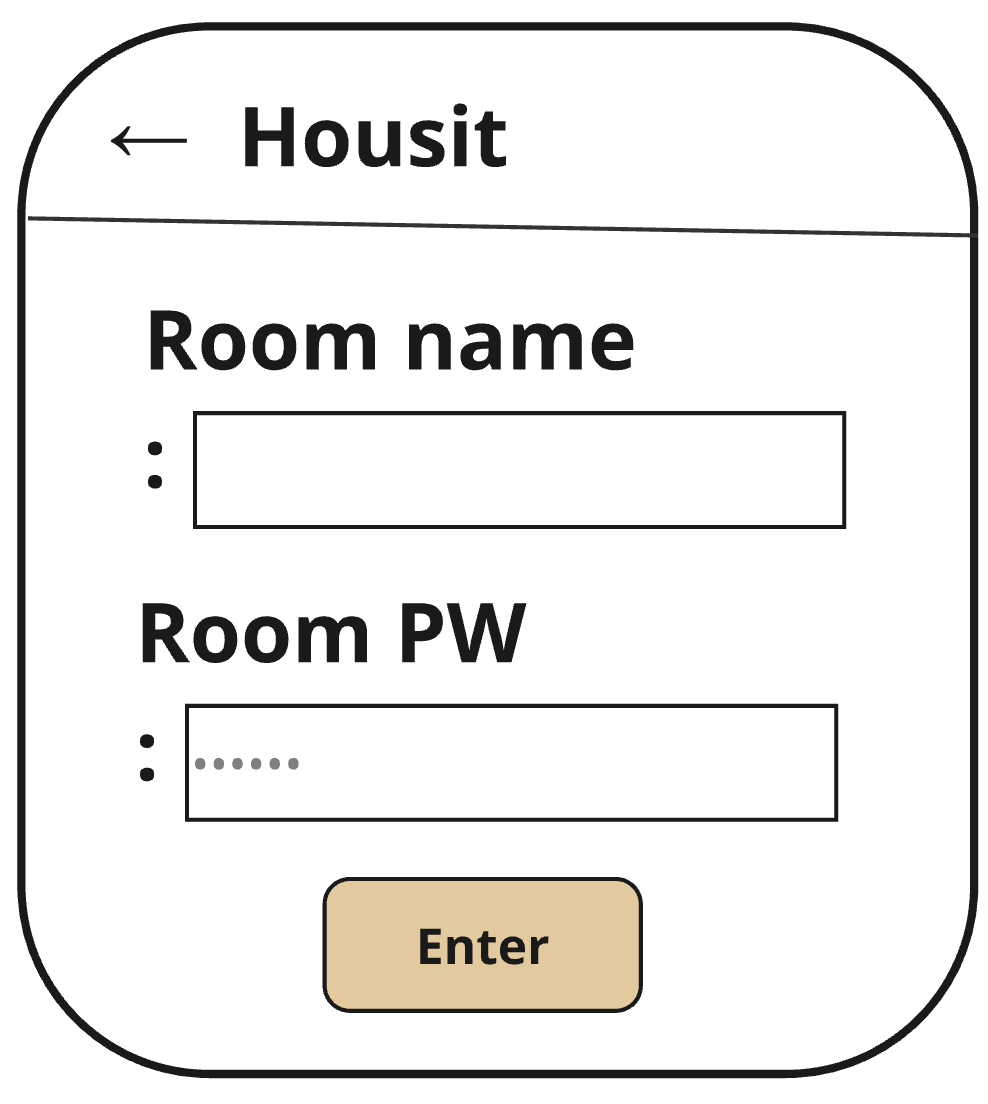 ← Housit
Room name
:
Room PW
: ••••••
Enter